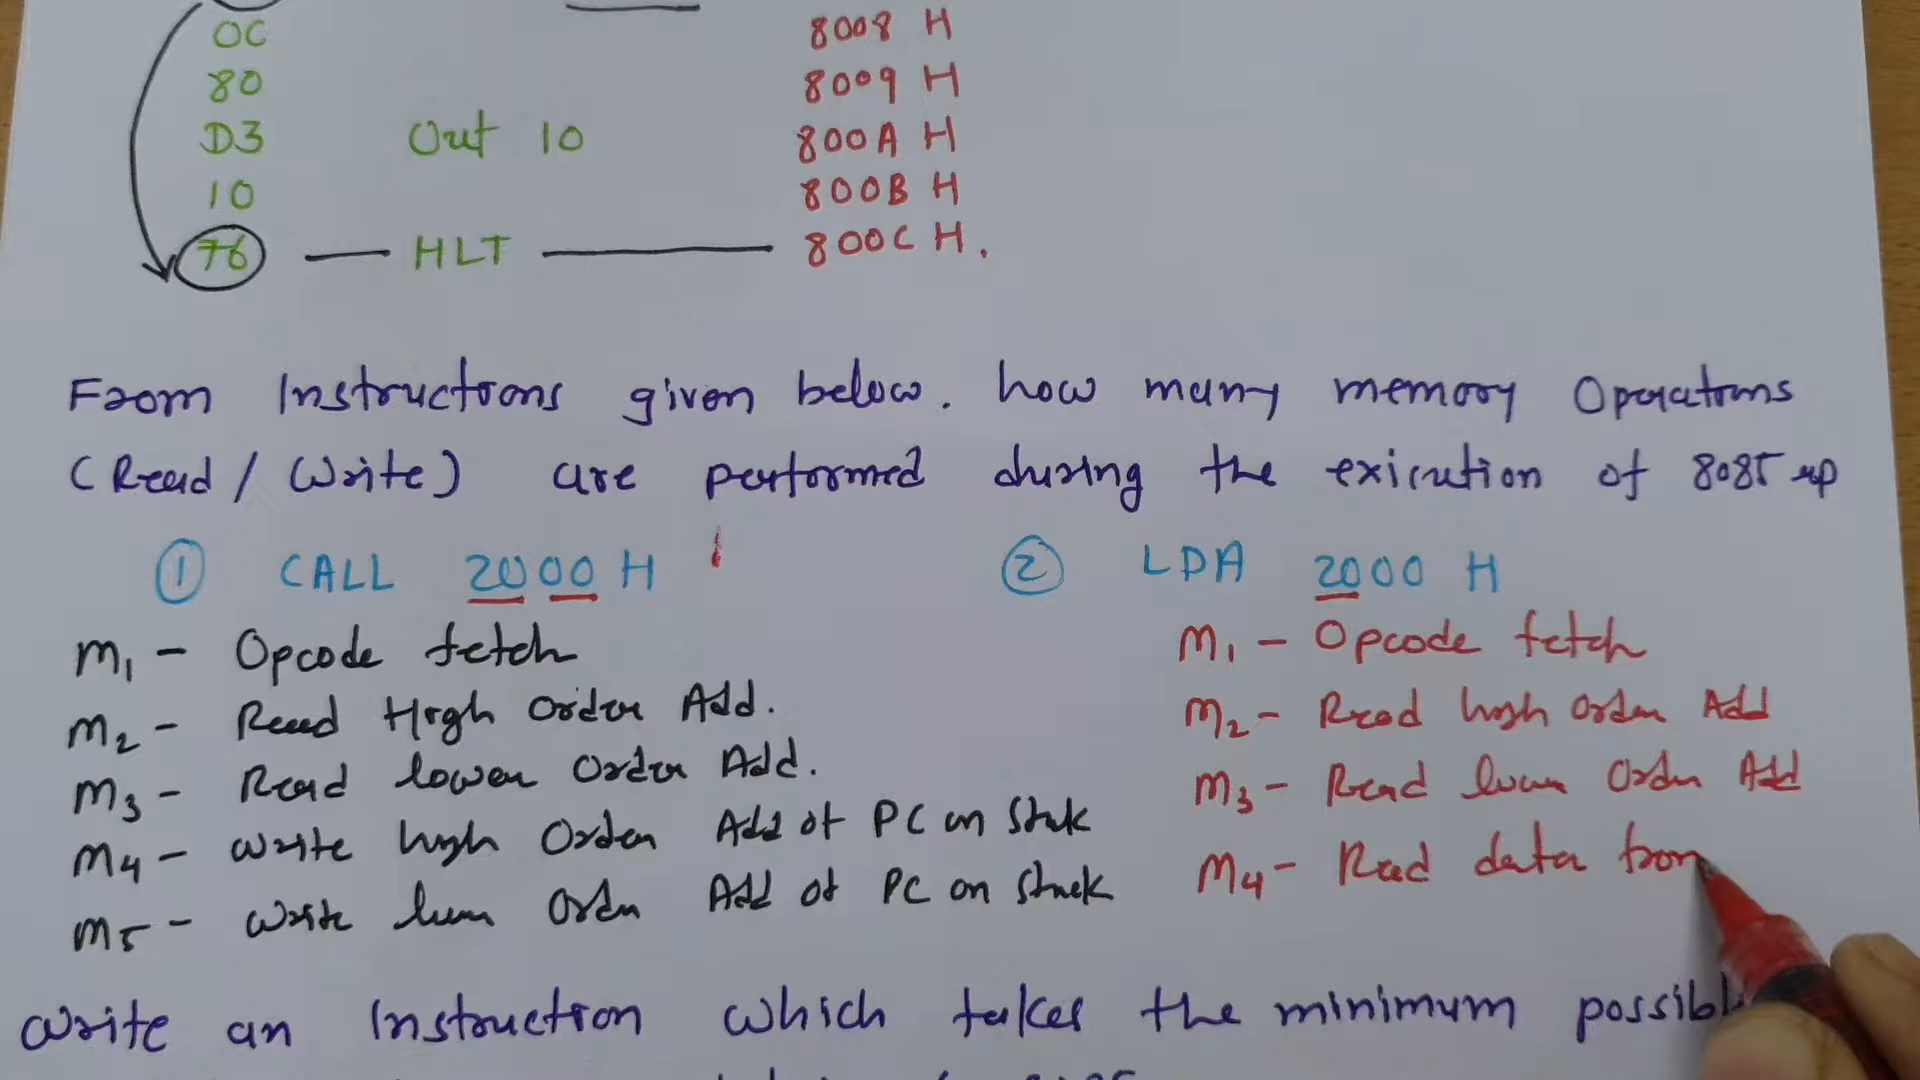 0C 8008 H
80 8009 H
D3 Out 10 800A H
10 800B H
76 — HLT — 800C H.
From Instructions given below. how many memory Operations
(Read / Write) are performed during the exicution of 8085 μp
① CALL 2000 H
② LDA 2000 H
M1 - Opcode fetch
M2 - Read High Order Add.
M3 - Read lower Order Add.
M4 - Write high Order Add of PC on Stack
M5 - Write lower Order Add of PC on Stack
M1 - Opcode fetch
M2 - Read high Order Add
M3 - Read lower Order Add
M4 - Read data from
Write an Instruction which takes the minimum